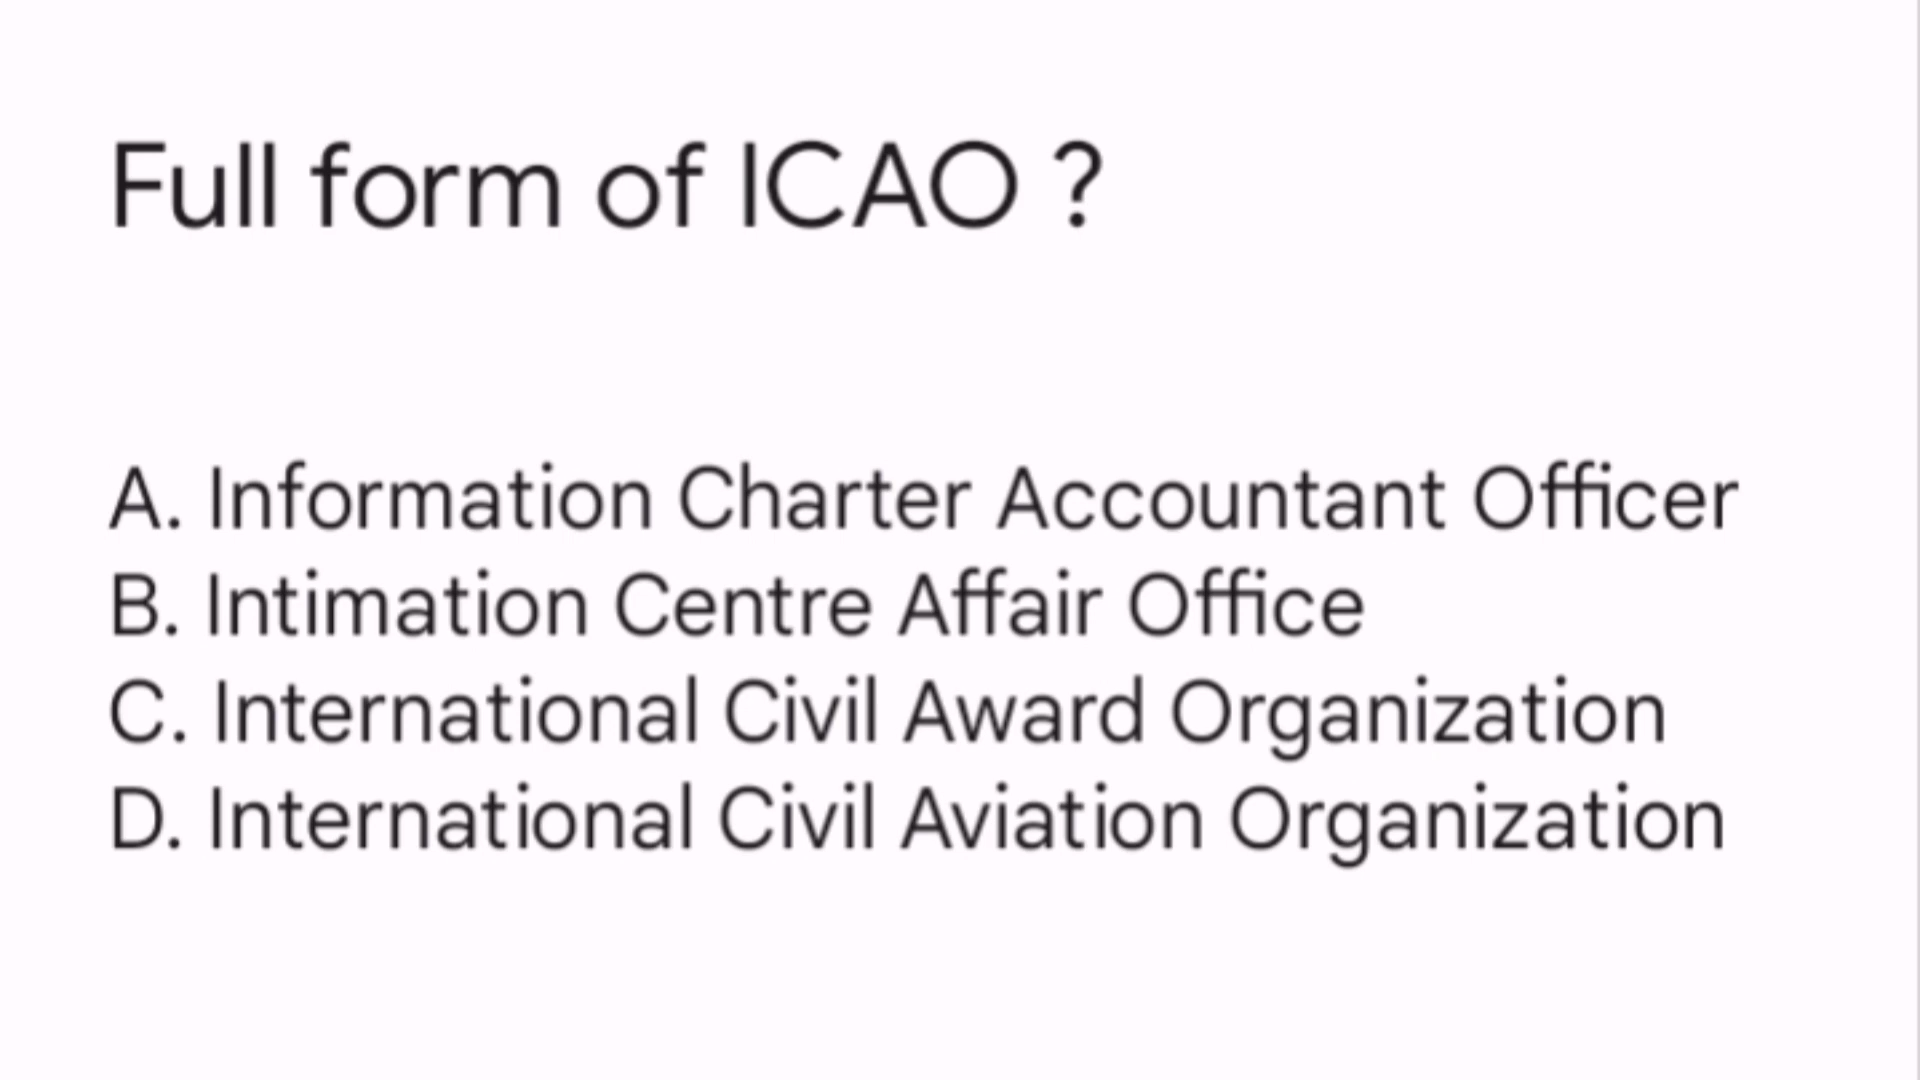 Full form of ICAO ?
A. Information Charter Accountant Officer
B. Intimation Centre Affair Office
C. International Civil Award Organization
D. International Civil Aviation Organization